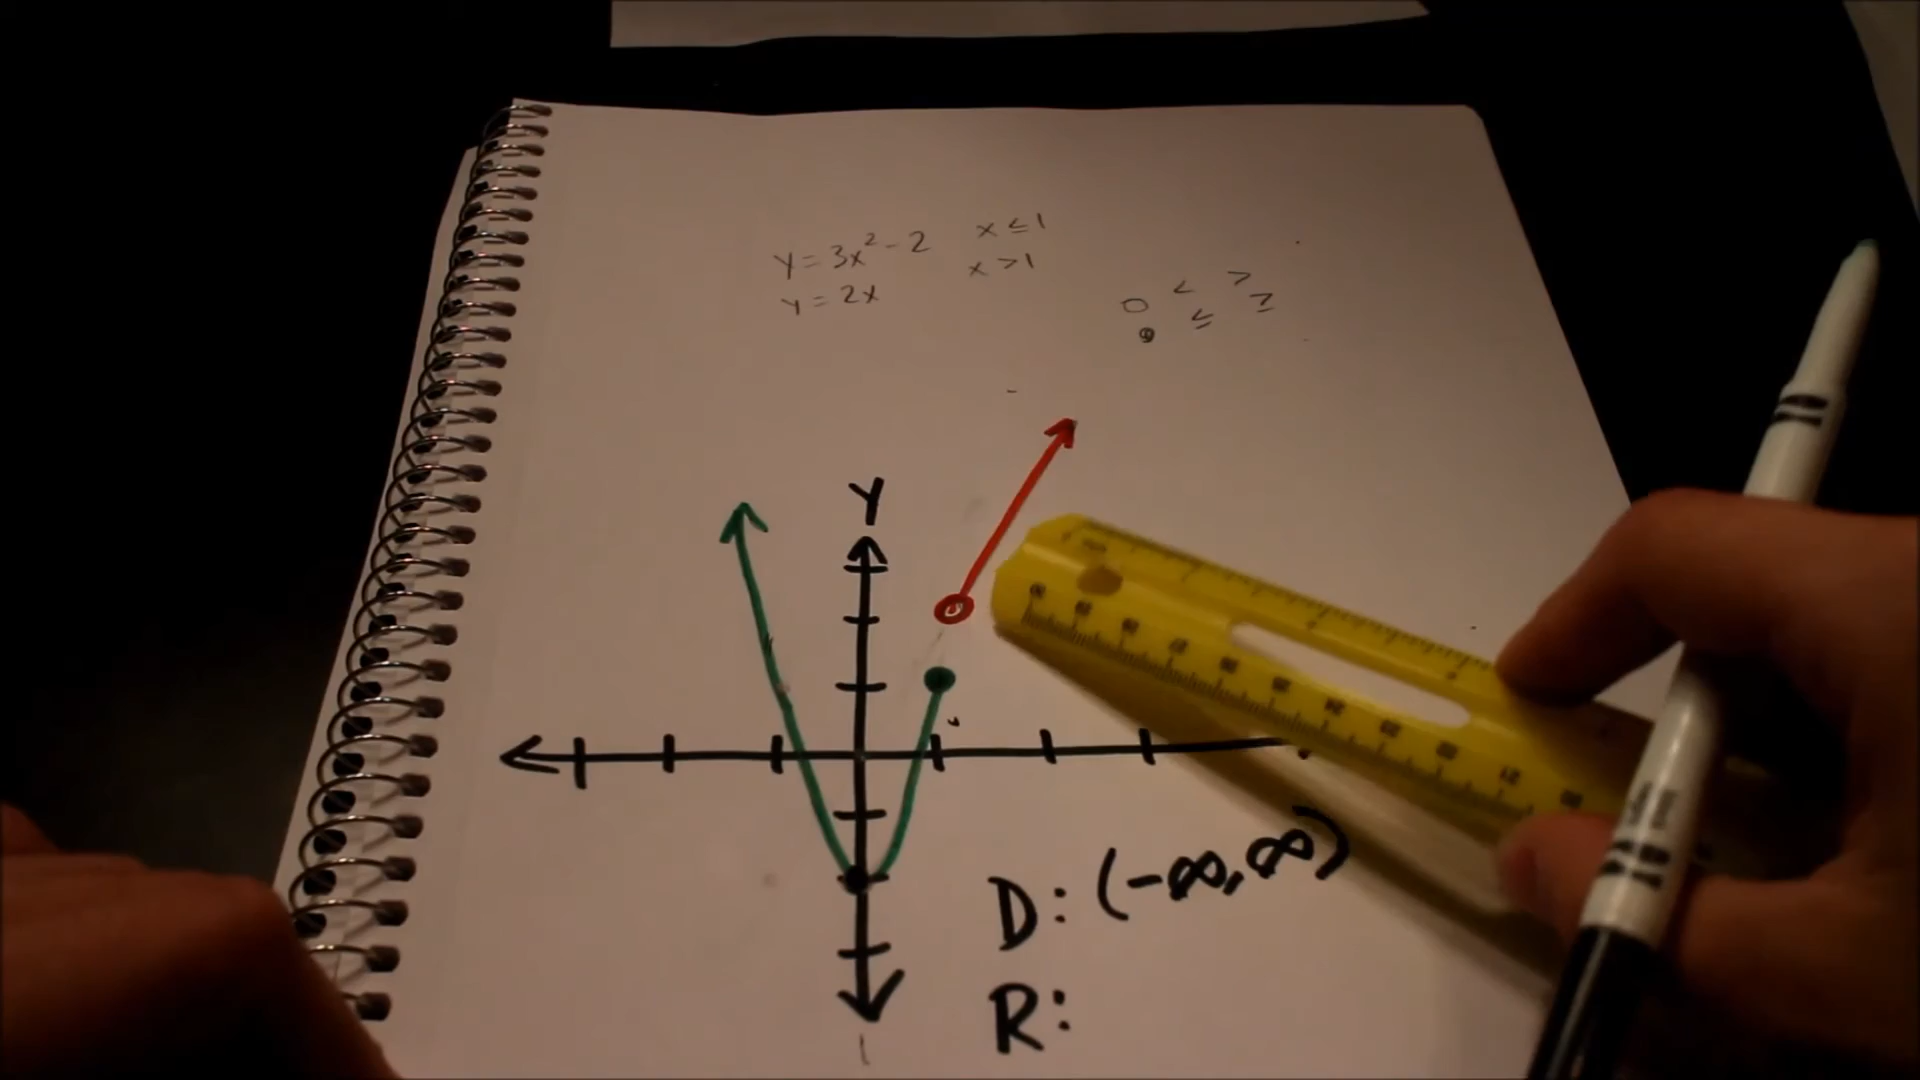 y = 3x² - 2 x ≤ 1
y = 2x x > 1
< >
≤ ≥
Y
D: (-∞, ∞)
R: